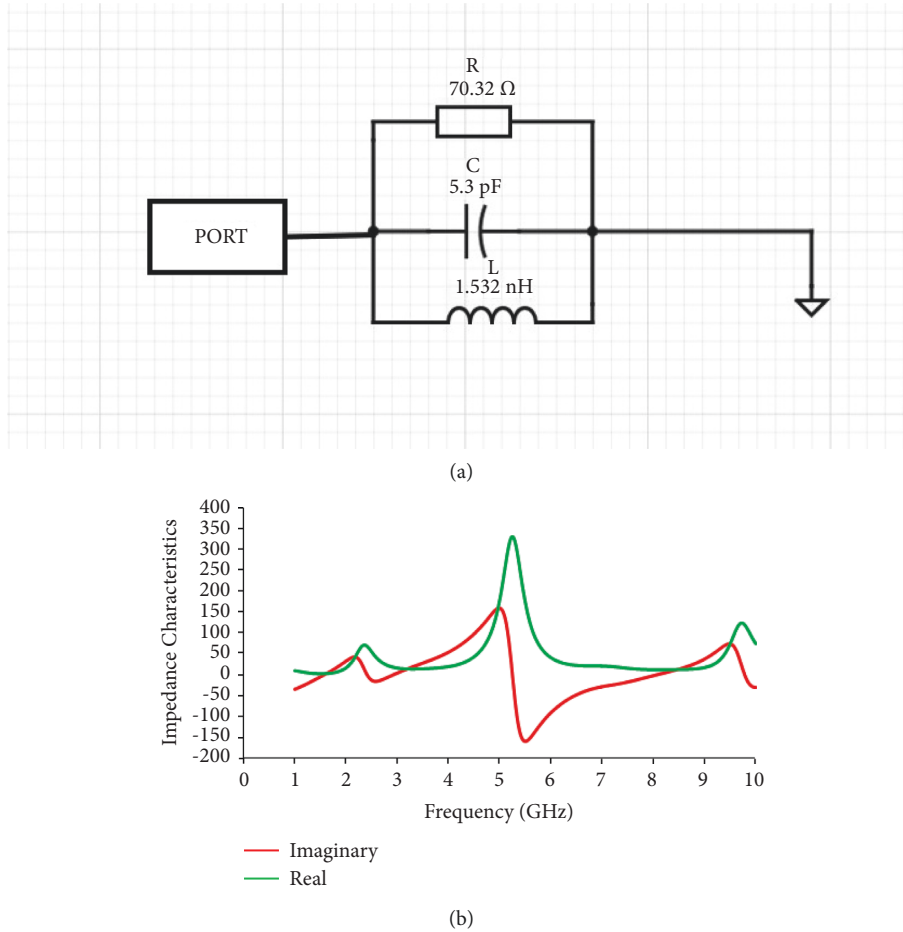 R
70.32 Ω
C
5.3 pF
PORT
L
1.532 nH
(a)
Impedance Characteristics
400
350
300
250
200
150
100
50
0
-50
-100
-150
-200
0 1 2 3 4 5 6 7 8 9 10
Frequency (GHz)
Imaginary
Real
(b)